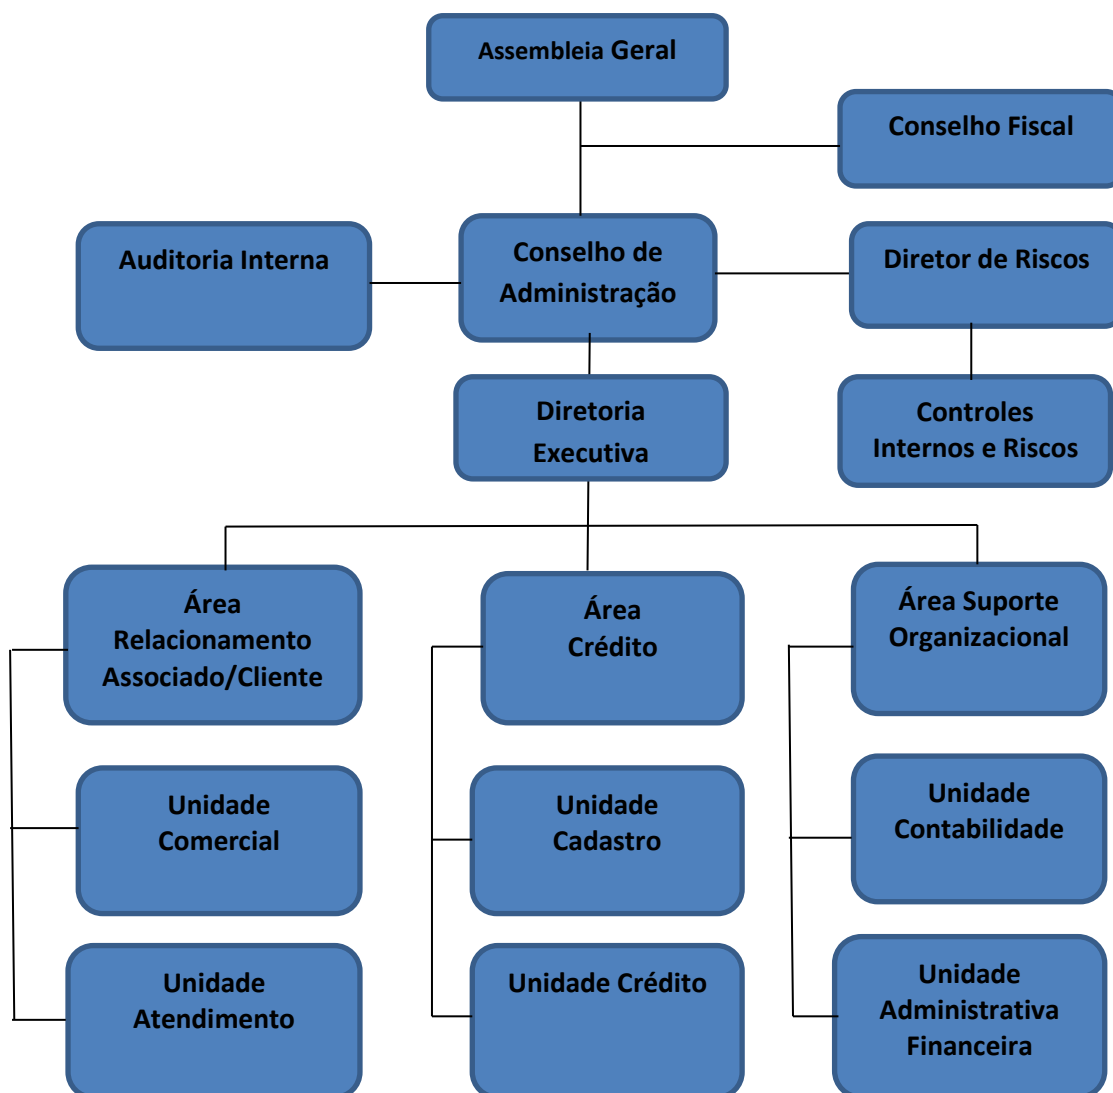 Assembleia Geral
Conselho Fiscal
Auditoria Interna
Conselho de
Administração
Diretor de Riscos
Diretoria
Executiva
Controles
Internos e Riscos
Área
Relacionamento
Associado/Cliente
Área
Crédito
Área Suporte
Organizacional
Unidade
Comercial
Unidade
Cadastro
Unidade
Contabilidade
Unidade
Atendimento
Unidade Crédito
Unidade
Administrativa
Financeira